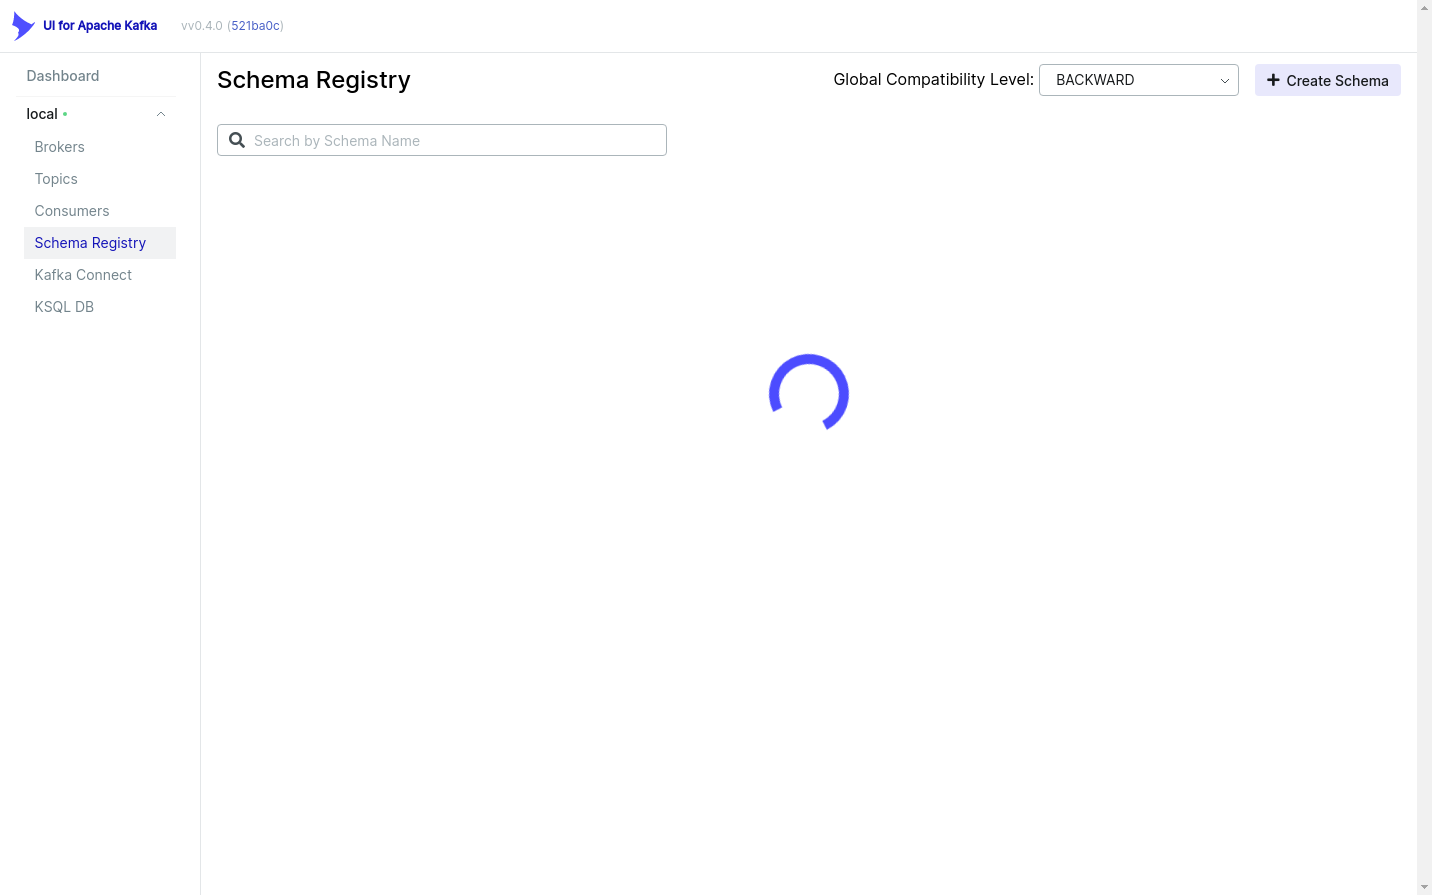 UI for Apache Kafka
vv0.4.0 (521ba0c)
Dashboard
local
Brokers
Topics
Consumers
Schema Registry
Kafka Connect
KSQL DB
Schema Registry
Global Compatibility Level: BACKWARD
Create Schema
Search by Schema Name